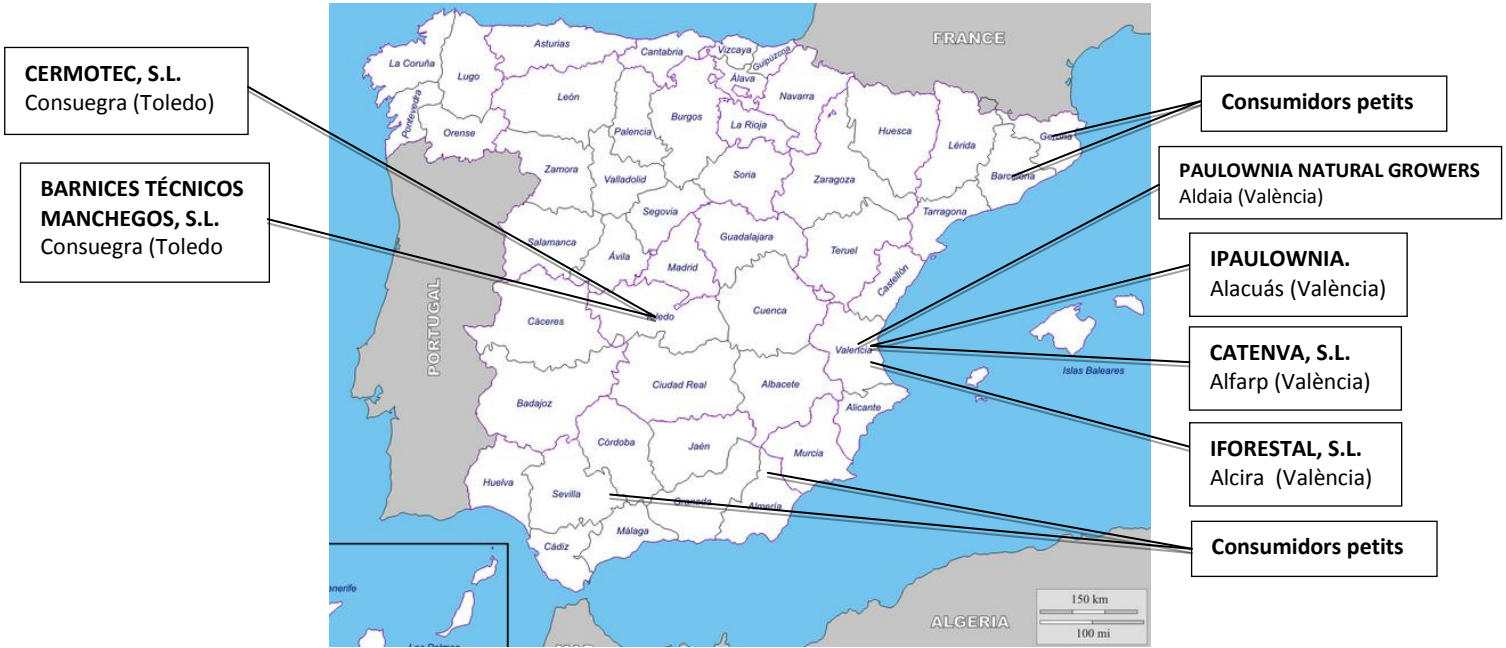 CERMOTEC, S.L.
Consuegra (Toledo)
BARNICES TÉCNICOS
MANCHEGOS, S.L.
Consuegra (Toledo
FRANCE
PORTUGAL
ALGERIA
La Coruña
Lugo
Asturias
Cantabria
Vizcaya
Guipúzcoa
Álava
Navarra
Pontevedra
Orense
León
Palencia
Burgos
La Rioja
Huesca
Lérida
Gerona
Barcelona
Zamora
Valladolid
Soria
Zaragoza
Tarragona
Segovia
Salamanca
Ávila
Madrid
Guadalajara
Teruel
Castellón
Cáceres
Toledo
Cuenca
Valencia
Islas Baleares
Badajoz
Ciudad Real
Albacete
Alicante
Córdoba
Jaén
Murcia
Huelva
Sevilla
Granada
Almería
Málaga
Cádiz
enerife
150 km
100 mi
Consumidors petits
PAULOWNIA NATURAL GROWERS
Aldaia (València)
IPAULOWNIA.
Alacuás (València)
CATENVA, S.L.
Alfarp (València)
IFORESTAL, S.L.
Alcira (València)
Consumidors petits